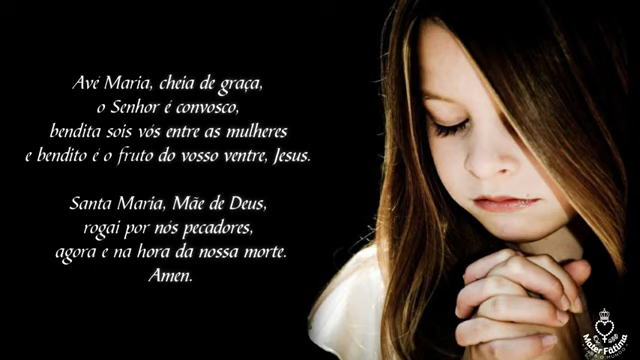 Avé Maria, cheia de graça,
o Senhor é convosco,
bendita sois vós entre as mulheres
e bendito é o fruto do vosso ventre, Jesus.
Santa Maria, Mãe de Deus,
rogai por nós pecadores,
agora e na hora da nossa morte.
Amen.
Mater Fátima